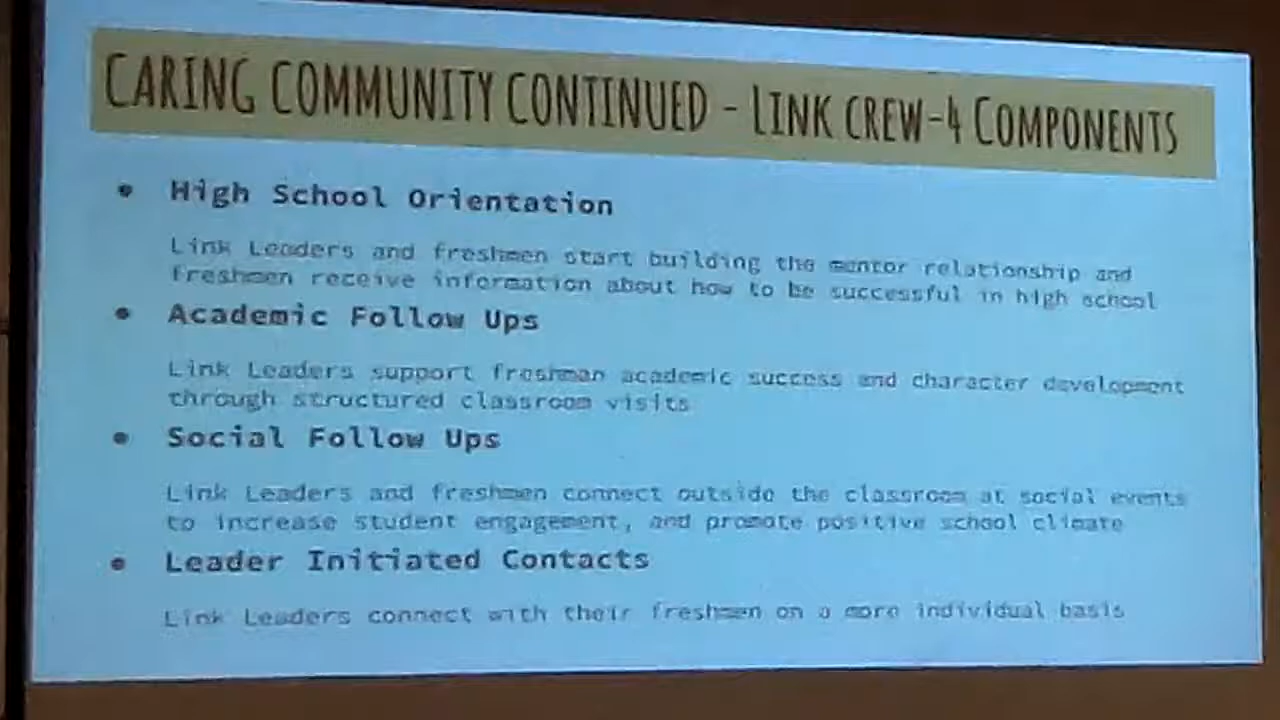 CARING COMMUNITY CONTINUED - LINK CREW-4 COMPONENTS
● High School Orientation
Link Leaders and freshmen start building the mentor relationship and
freshmen receive information about how to be successful in high school
● Academic Follow Ups
Link Leaders support freshman academic success and character development
through structured classroom visits
● Social Follow Ups
Link Leaders and freshmen connect outside the classroom at social events
to increase student engagement, and promote positive school climate
● Leader Initiated Contacts
Link Leaders connect with their freshmen on a more individual basis